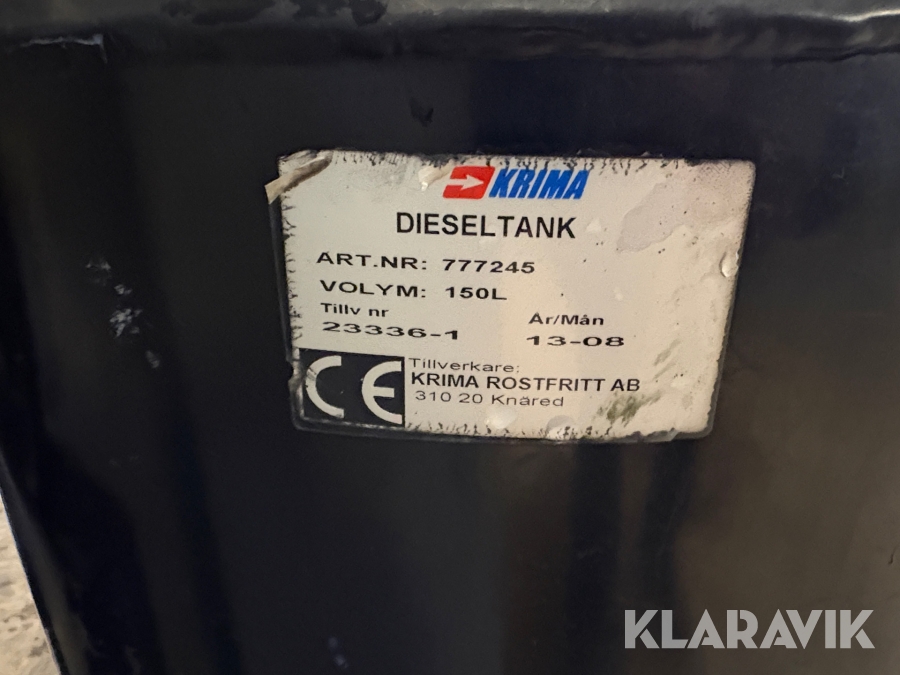 KRIMA
DIESELTANK
ART.NR: 777245
VOLYM: 150L
Tillv nr År/Mån
23336-1 13-08
CE
Tillverkare:
KRIMA ROSTFRITT AB
310 20 Knäred
KLARAVIK